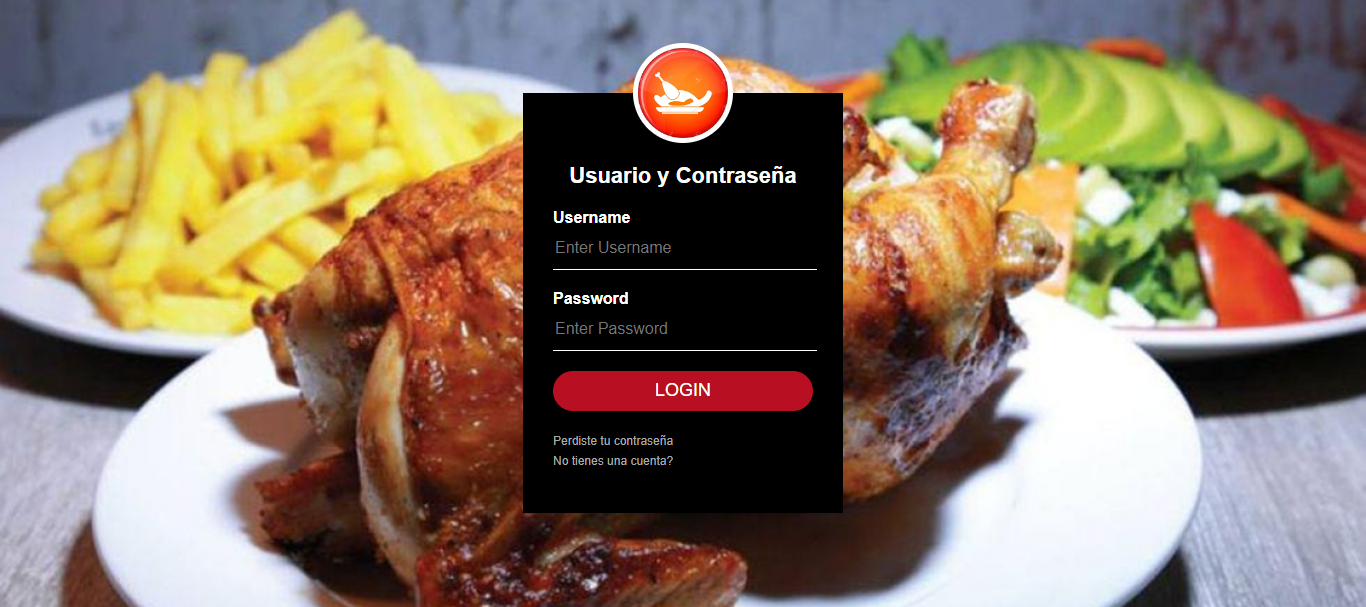 Usuario y Contraseña
Username
Enter Username
Password
Enter Password
LOGIN
Perdiste tu contraseña
No tienes una cuenta?